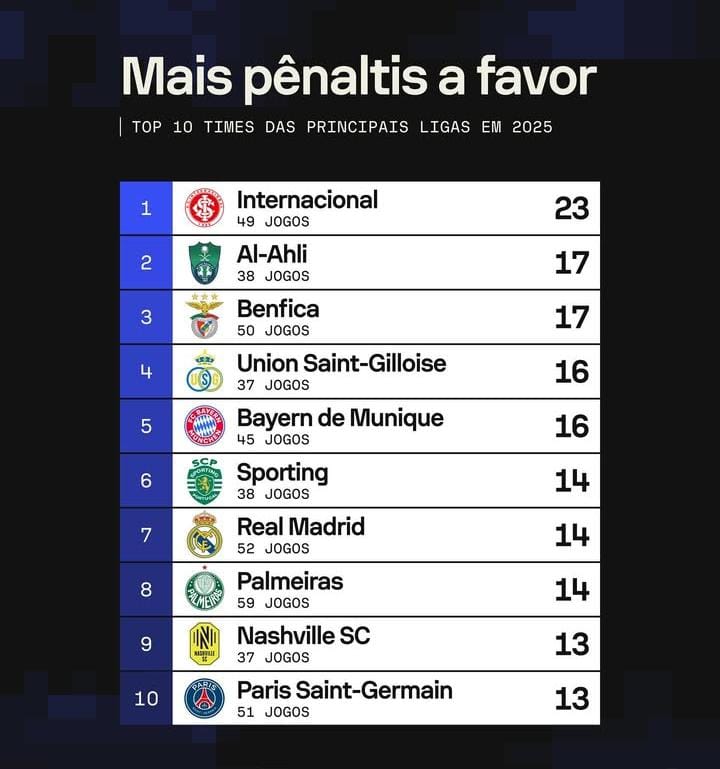 Mais pênaltis a favor
TOP 10 TIMES DAS PRINCIPAIS LIGAS EM 2025
1 Internacional 23
49 JOGOS
2 Al-Ahli 17
38 JOGOS
3 Benfica 17
50 JOGOS
4 Union Saint-Gilloise 16
37 JOGOS
5 Bayern de Munique 16
45 JOGOS
6 Sporting 14
38 JOGOS
7 Real Madrid 14
52 JOGOS
8 Palmeiras 14
59 JOGOS
9 Nashville SC 13
37 JOGOS
10 Paris Saint-Germain 13
51 JOGOS